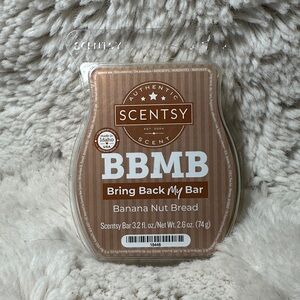 SCENTSY
AUTHENTIC
SCENTSY
EST. 2004
SCENT
BBMB
Bring Back My Bar
Banana Nut Bread
Scentsy Bar 3.2 fl. oz/Net Wt. 2.6 oz. (74 g)